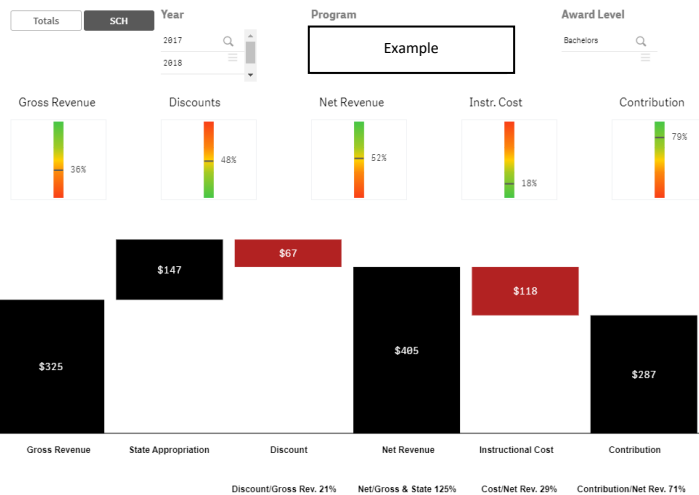 Totals
SCH
Year
2017
2018
Program
Example
Award Level
Bachelors
Gross Revenue
Discounts
Net Revenue
Instr. Cost
Contribution
36%
48%
52%
18%
79%
$325
$147
$67
$405
$118
$287
Gross Revenue
State Appropriation
Discount
Net Revenue
Instructional Cost
Contribution
Discount/Gross Rev. 21%
Net/Gross & State 125%
Cost/Net Rev. 29%
Contribution/Net Rev. 71%